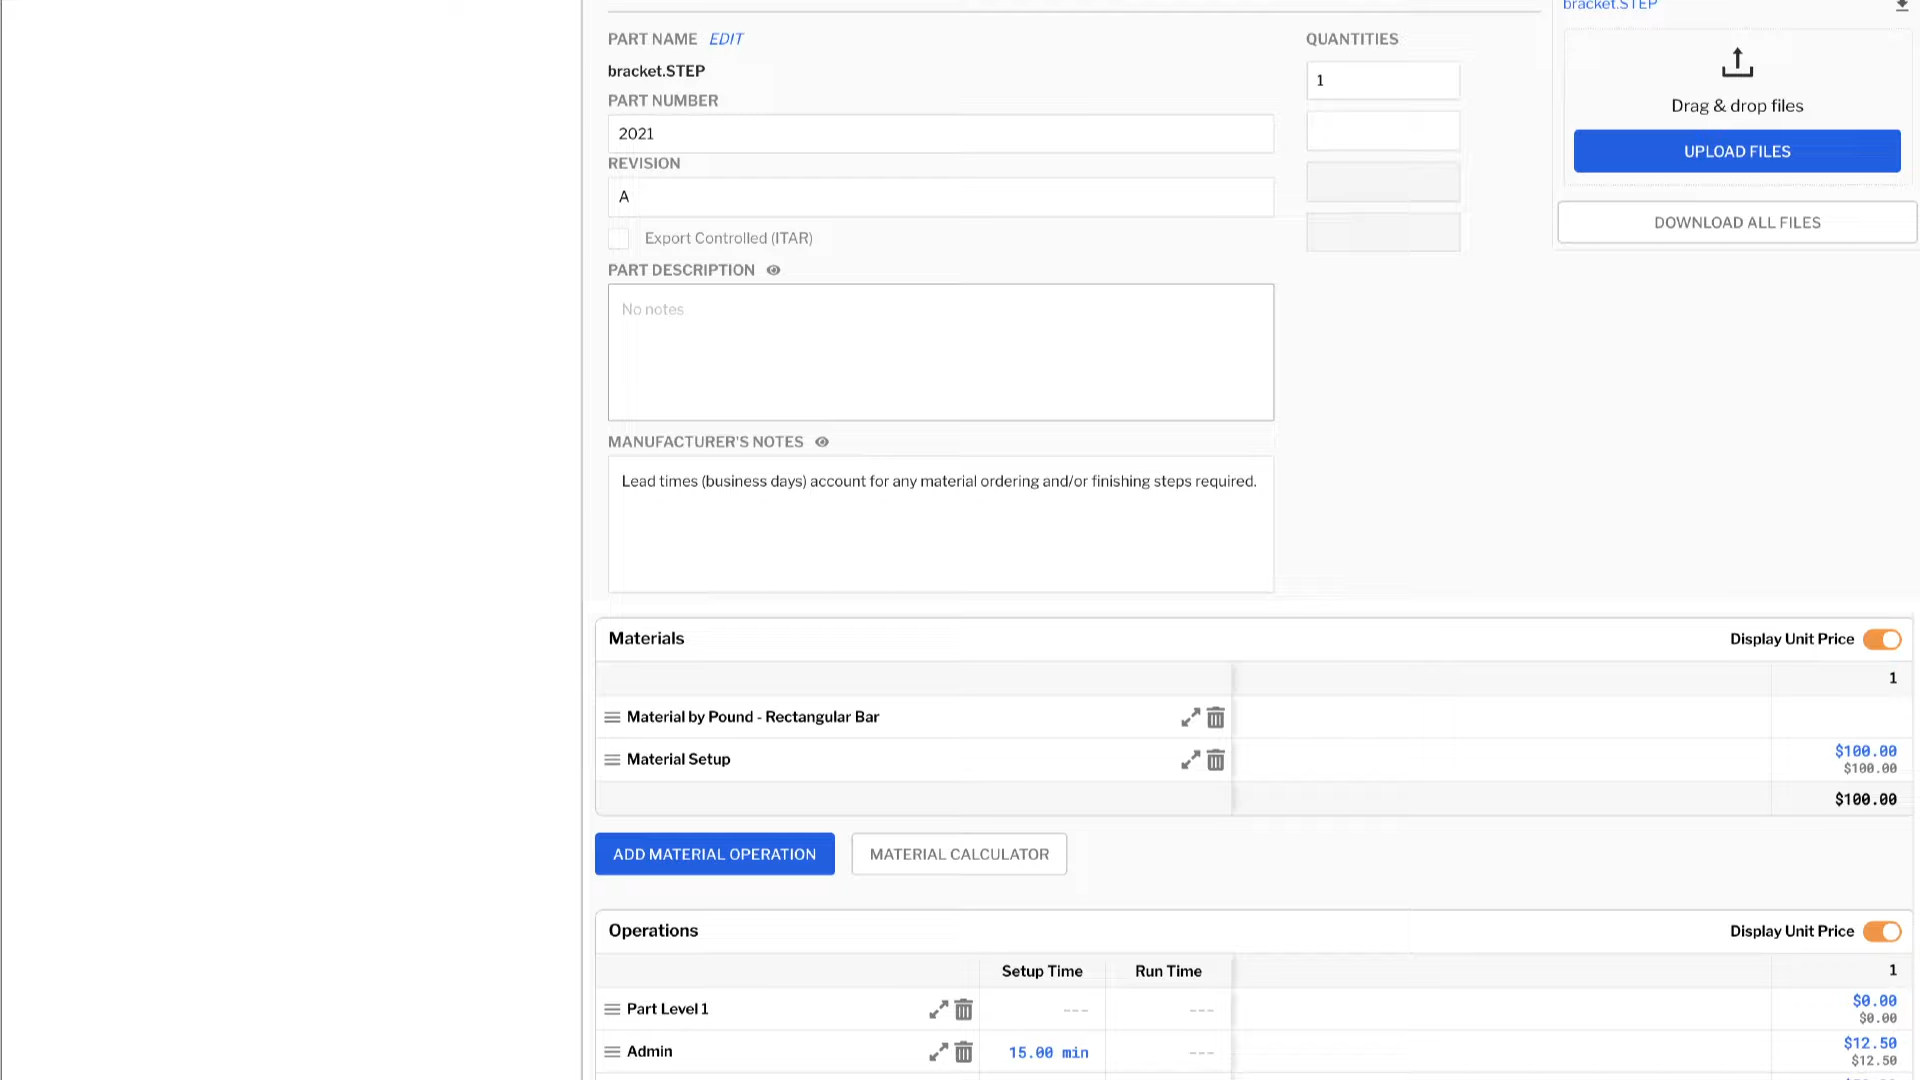 bracket.STEP
PART NAME EDIT
QUANTITIES
bracket.STEP
1
PART NUMBER
Drag & drop files
2021
UPLOAD FILES
REVISION
A
DOWNLOAD ALL FILES
Export Controlled (ITAR)
PART DESCRIPTION
No notes
MANUFACTURER'S NOTES
Lead times (business days) account for any material ordering and/or finishing steps required.
Materials
Display Unit Price
1
Material by Pound - Rectangular Bar
Material Setup
$100.00
$100.00
$100.00
ADD MATERIAL OPERATION
MATERIAL CALCULATOR
Operations
Display Unit Price
Setup Time Run Time 1
Part Level 1 --- --- $0.00
$0.00
Admin 15.00 min --- $12.50
$12.50